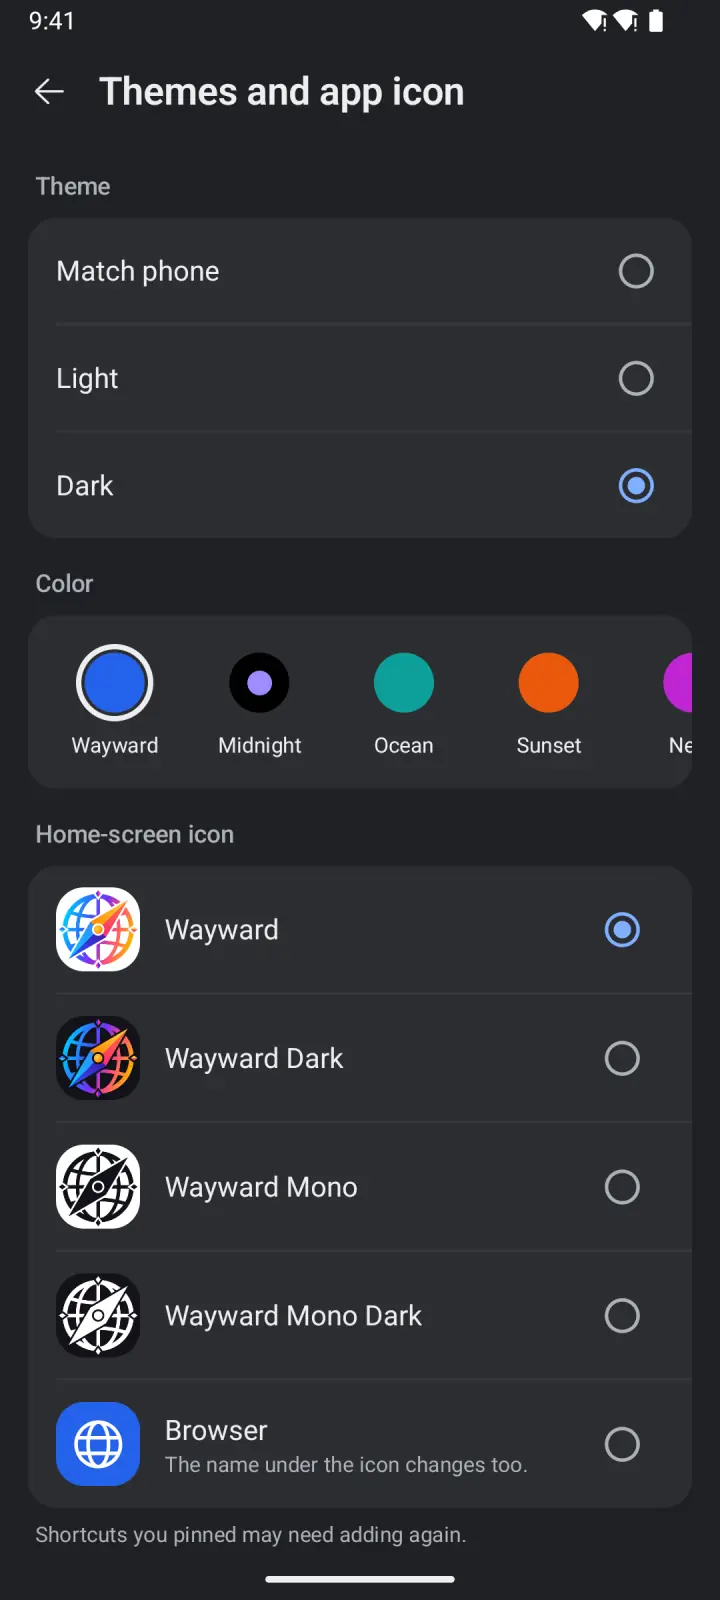 9:41
Themes and app icon
Theme
Match phone
Light
Dark
Color
Wayward
Midnight
Ocean
Sunset
Ne
Home-screen icon
Wayward
Wayward Dark
Wayward Mono
Wayward Mono Dark
Browser
The name under the icon changes too.
Shortcuts you pinned may need adding again.